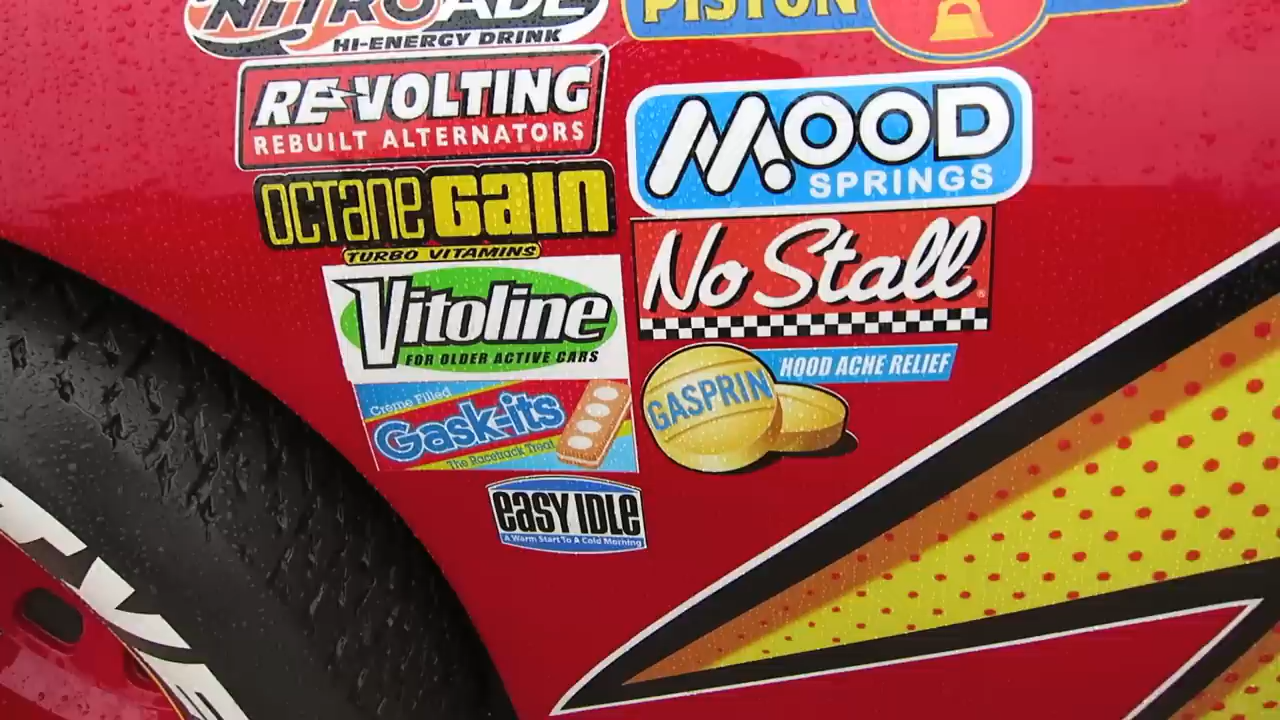 NITROADE
HI-ENERGY DRINK
PISTON
RE-VOLTING
REBUILT ALTERNATORS
MOOD
SPRINGS
OCTANE GAIN
TURBO VITAMINS
No Stall
Vitoline
FOR OLDER ACTIVE CARS
GASPRIN
HOOD ACHE RELIEF
Creme Filled
Gask-its
The Racetrack Treat
EASY IDLE
A Warm Start To A Cold Morning